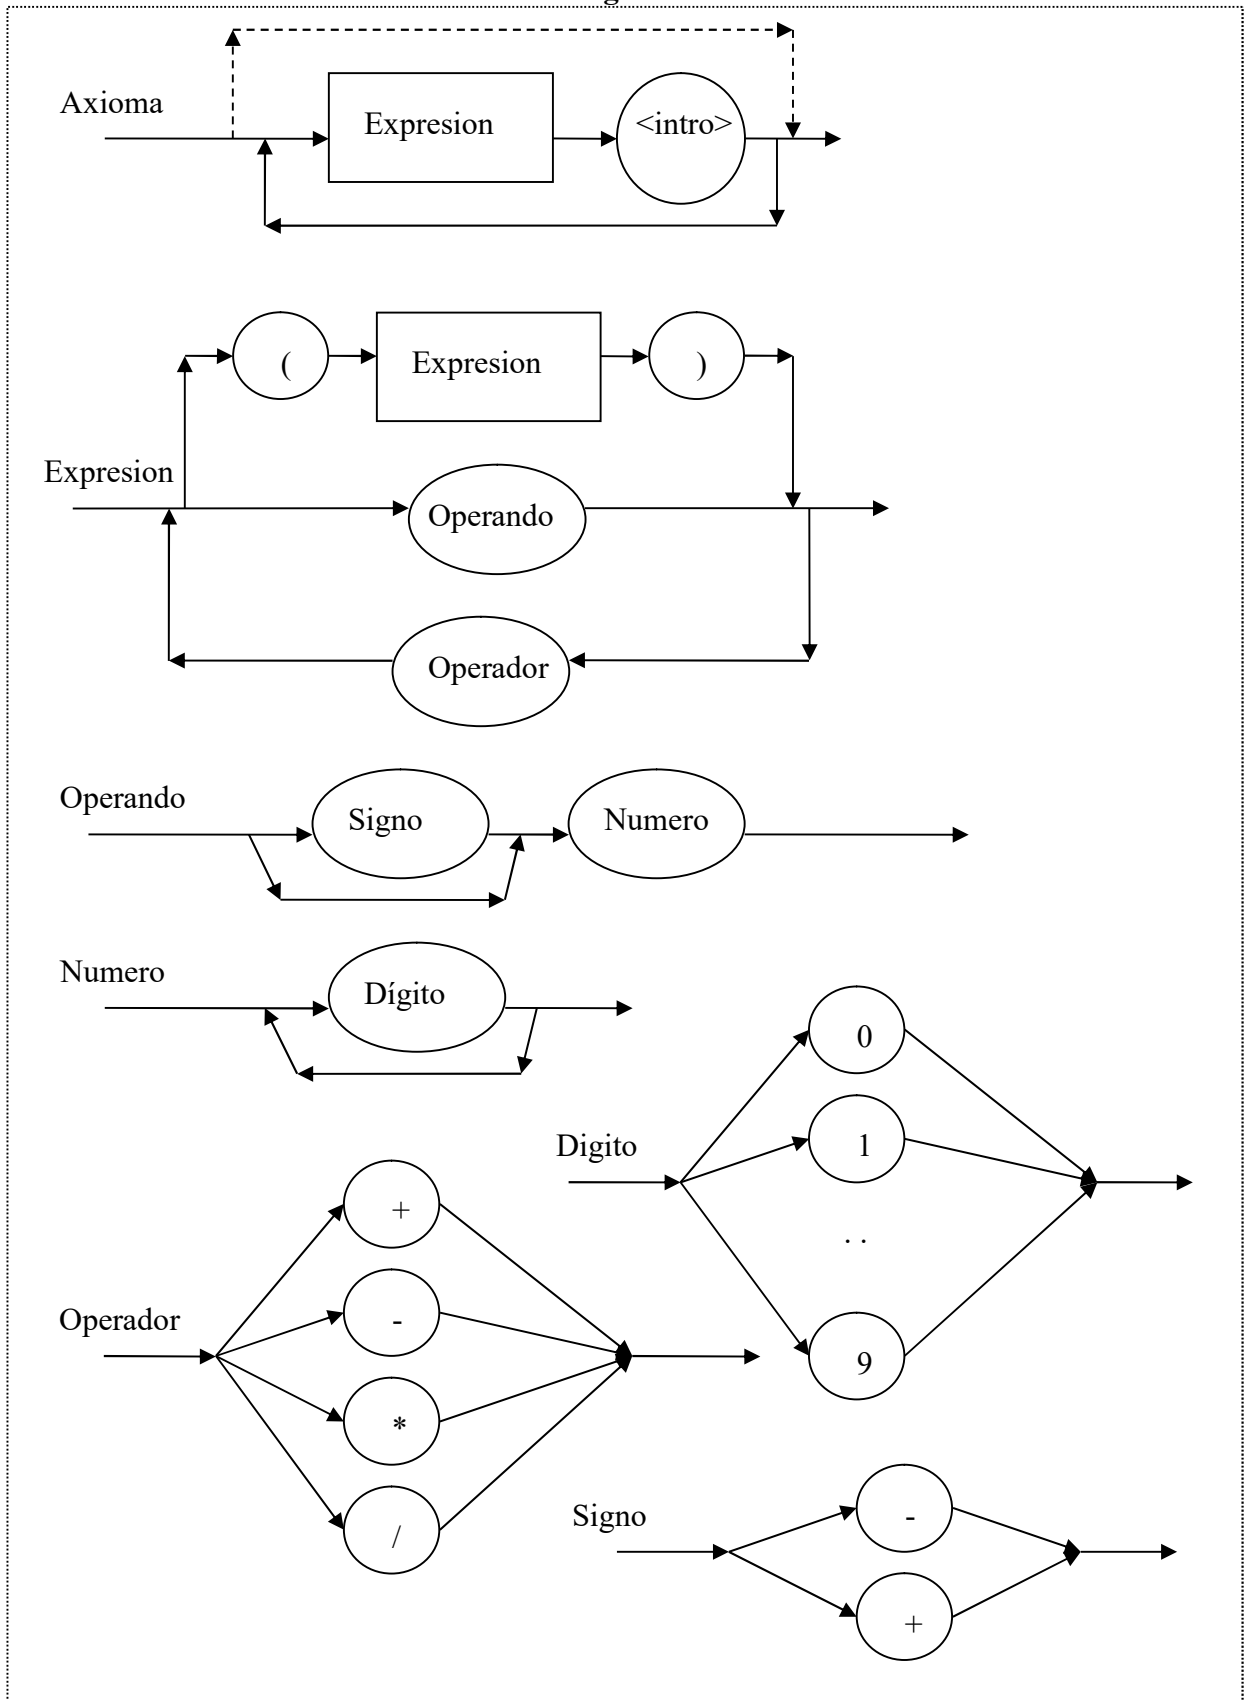 Axioma
Expresion
<intro>
(
Expresion
)
Expresion
Operando
Operador
Operando
Signo
Numero
Numero
Dígito
0
Digito
1
. .
9
+
Operador
-
*
/
Signo
-
+